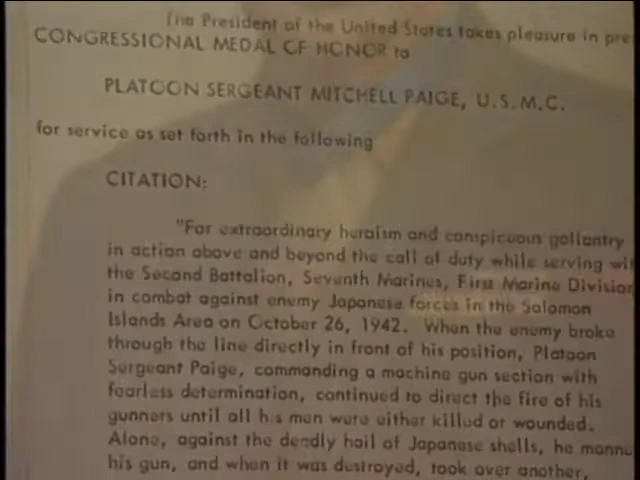 The President of the United States takes pleasure in pre
CONGRESSIONAL MEDAL OF HONOR to
PLATOON SERGEANT MITCHELL PAIGE, U.S.M.C.
for service as set forth in the following
CITATION:
"For extraordinary heroism and conspicuous gallantry
in action above and beyond the call of duty while serving wi
the Second Battalion, Seventh Marines, First Marine Division
in combat against enemy Japanese forces in the Solomon
Islands Area on October 26, 1942. When the enemy broke
through the line directly in front of his position, Platoon
Sergeant Paige, commanding a machine gun section with
fearless determination, continued to direct the fire of his
gunners until all his men were either killed or wounded.
Alone, against the deadly hail of Japanese shells, he manne
his gun, and when it was destroyed, took over another,